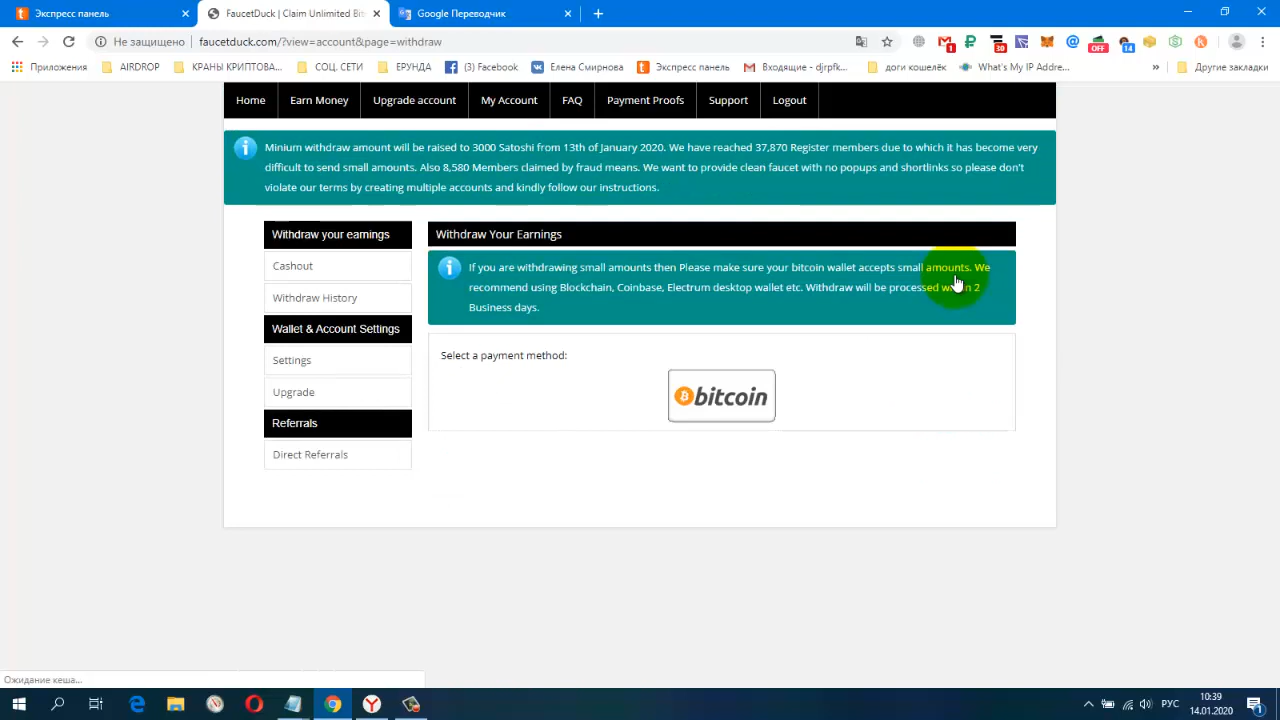 Экспресс панель
FaucetDuck | Claim Unlimited Bi
Google Переводчик
Не защищено
faucetduck.com/?view=account&page=withdraw
1
30
OFF
14
Приложения
AIRDROP
КРАНЫ КРИПТОВА...
СОЦ. СЕТИ
ЕРУНДА
Facebook
Елена Смирнова
Экспресс панель
Входящие - djrpfk...
доги кошелёк
What's My IP Addre...
»
Другие закладки
Home
Earn Money
Upgrade account
My Account
FAQ
Payment Proofs
Support
Logout
Minium withdraw amount will be raised to 3000 Satoshi from 13th of January 2020. We have reached 37,870 Register members due to which it has become very
difficult to send small amounts. Also 8,580 Members claimed by fraud means. We want to provide clean faucet with no popups and shortlinks so please don't
violate our terms by creating multiple accounts and kindly follow our instructions.
Withdraw your earnings
Cashout
Withdraw History
Wallet & Account Settings
Settings
Upgrade
Referrals
Direct Referrals
Withdraw Your Earnings
If you are withdrawing small amounts then Please make sure your bitcoin wallet accepts small amounts. We
recommend using Blockchain, Coinbase, Electrum desktop wallet etc. Withdraw will be processed within 2
Business days.
Select a payment method:
bitcoin
Ожидание кеша...
РУС
10:39
14.01.2020
1